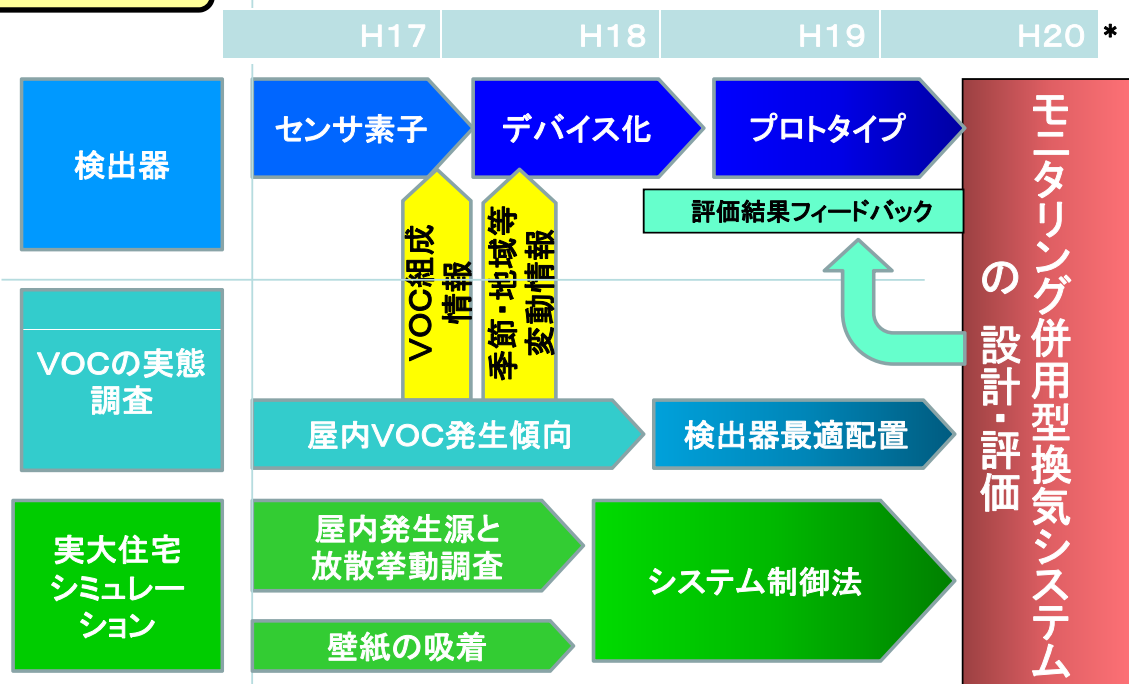 H17
H18
H19
H20
*
検出器
センサ素子
デバイス化
プロトタイプ
評価結果フィードバック
VOC組成
情報
季節・地域等
変動情報
VOCの実態
調査
屋内VOC発生傾向
検出器最適配置
実大住宅
シミュレー
ション
屋内発生源と
放散挙動調査
壁紙の吸着
システム制御法
モニタリング併用型換気システム
の 設計・評価